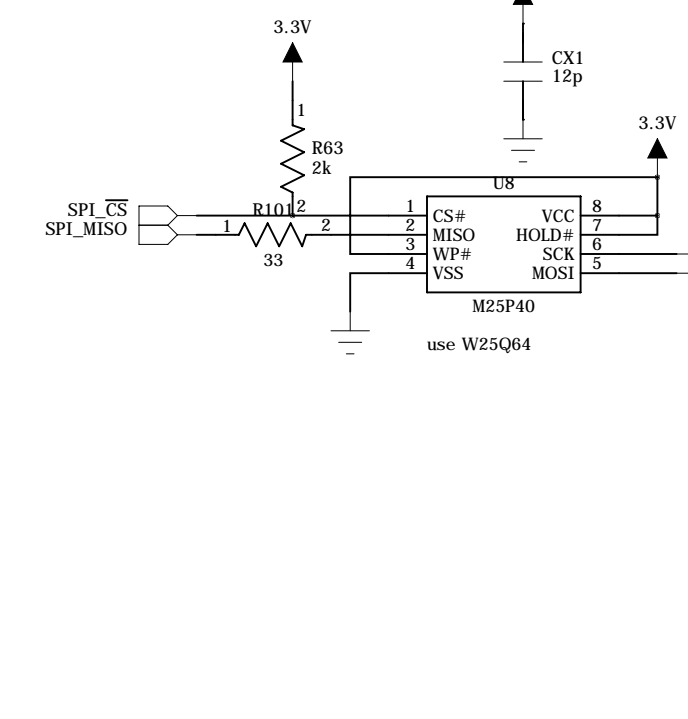 3.3V
CX1
12p
1
R63
2k
3.3V
U8
SPI_CS
R101 2
1 CS# VCC 8
SPI_MISO
1 2
2 MISO HOLD# 7
33
3 WP# SCK 6
4 VSS MOSI 5
M25P40
use W25Q64